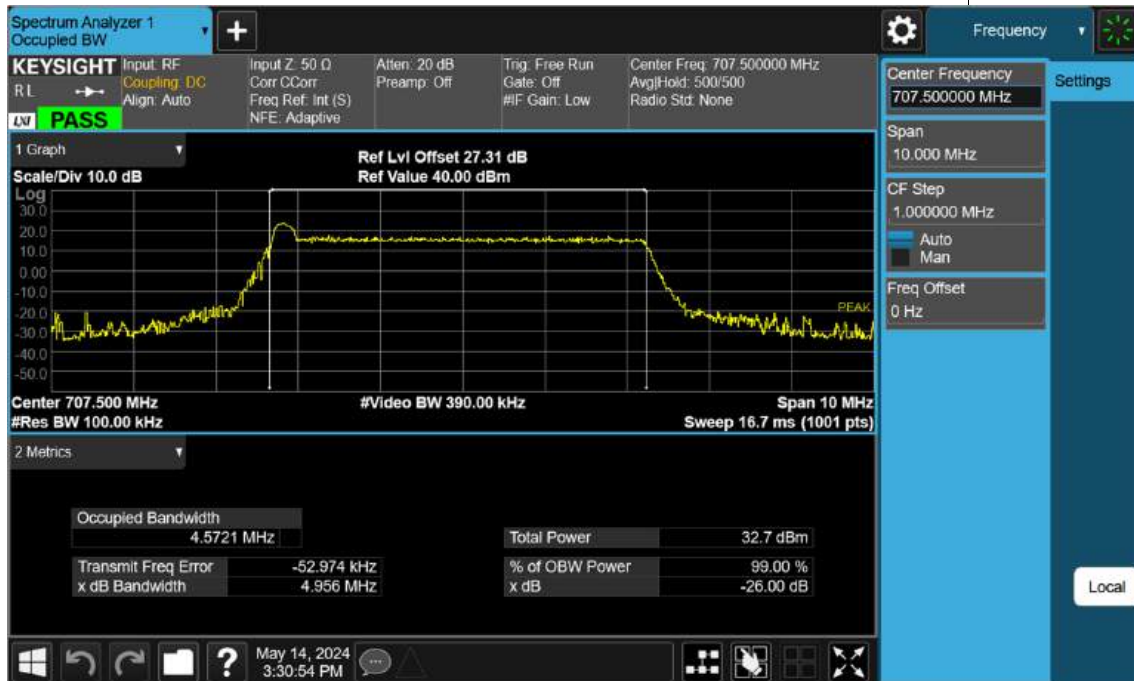 Spectrum Analyzer 1
Occupied BW
+
Frequency
KEYSIGHT
RL
LXI PASS
Input: RF
Coupling: DC
Align: Auto
Input Z: 50 Ω
Corr CCorr
Freq Ref: Int (S)
NFE: Adaptive
Atten: 20 dB
Preamp: Off
Trig: Free Run
Gate: Off
#IF Gain: Low
Center Freq: 707.500000 MHz
Avg|Hold: 500/500
Radio Std: None
1 Graph
Scale/Div 10.0 dB
Ref Lvl Offset 27.31 dB
Ref Value 40.00 dBm
Log
30.0
20.0
10.0
0.00
-10.0
-20.0
-30.0
-40.0
-50.0
PEAK
Center 707.500 MHz
#Video BW 390.00 kHz
Span 10 MHz
#Res BW 100.00 kHz
Sweep 16.7 ms (1001 pts)
2 Metrics
Occupied Bandwidth
4.5721 MHz
Total Power 32.7 dBm
Transmit Freq Error -52.974 kHz
% of OBW Power 99.00 %
x dB Bandwidth 4.956 MHz
x dB -26.00 dB
?
May 14, 2024
3:30:54 PM
Center Frequency
707.500000 MHz
Span
10.000 MHz
CF Step
1.000000 MHz
Auto
Man
Freq Offset
0 Hz
Settings
Local